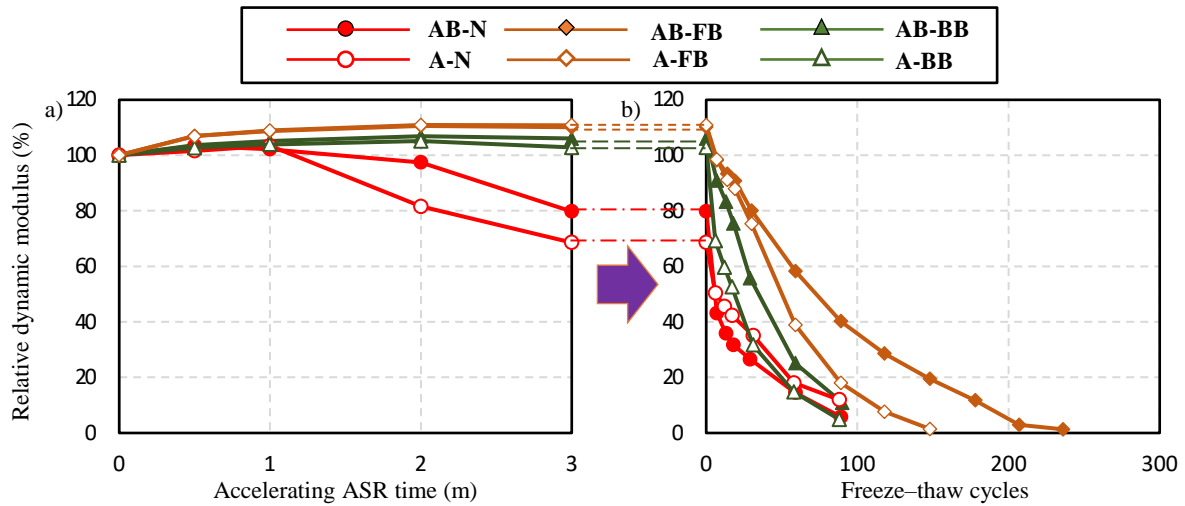 AB-N AB-FB AB-BB
A-N A-FB A-BB
a) b)
Relative dynamic modulus (%)
120 120
100 100
80 80
60 60
40 40
20 20
0 0
0 1 2 3 0 100 200 300
Accelerating ASR time (m) Freeze–thaw cycles